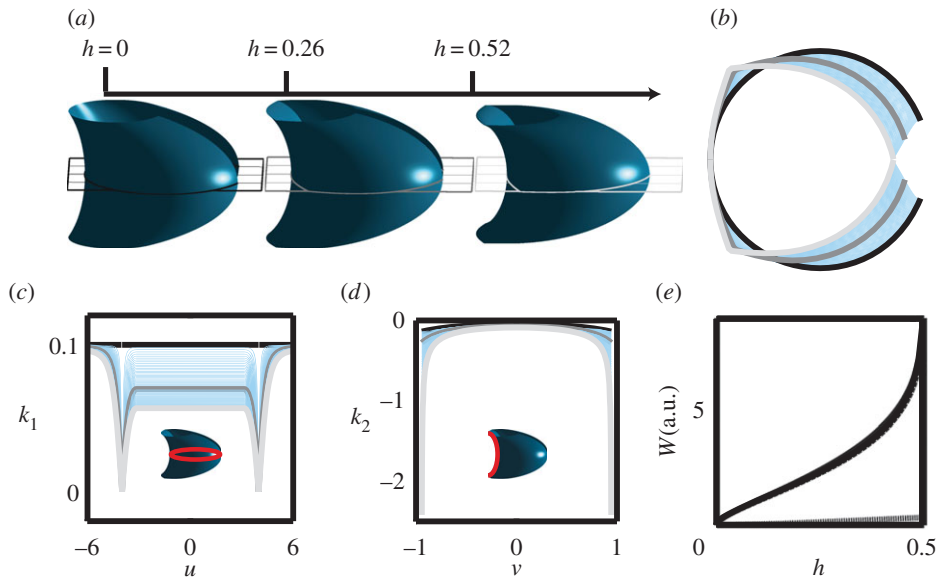 (a)
h = 0
h = 0.26
h = 0.52
(b)
(c)
0.1
k1
0
−6
0
6
u
(d)
0
−1
k2
−2
−1
0
1
v
(e)
W(a.u.)
5
0
0.5
h